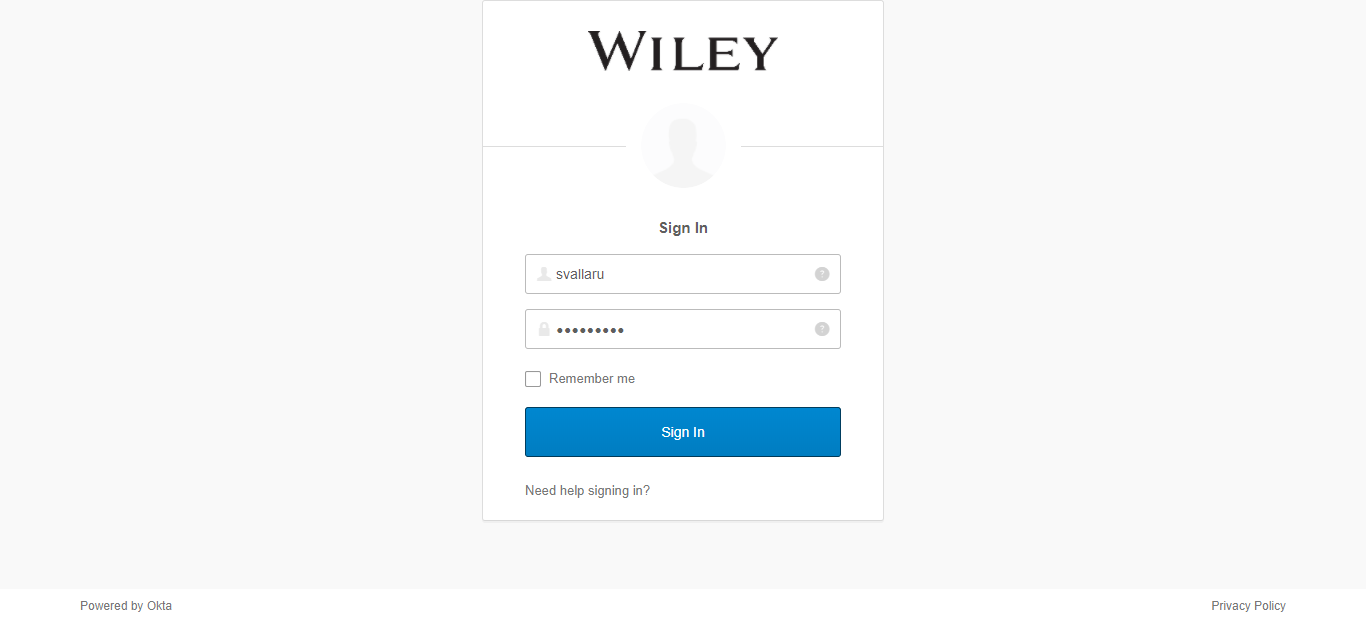 WILEY
Sign In
svallaru
?
•••••••••
?
Remember me
Sign In
Need help signing in?
Powered by Okta
Privacy Policy